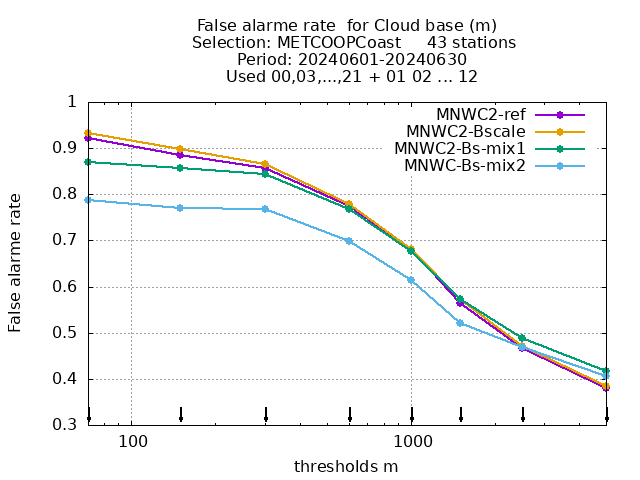 False alarme rate  for Cloud base (m)
Selection: METCOOPCoast     43 stations
Period: 20240601-20240630
Used 00,03,...,21 + 01 02 ... 12
MNWC2-ref
MNWC2-Bscale
MNWC2-Bs-mix1
MNWC-Bs-mix2
False alarme rate
1
0.9
0.8
0.7
0.6
0.5
0.4
0.3
100
1000
thresholds m